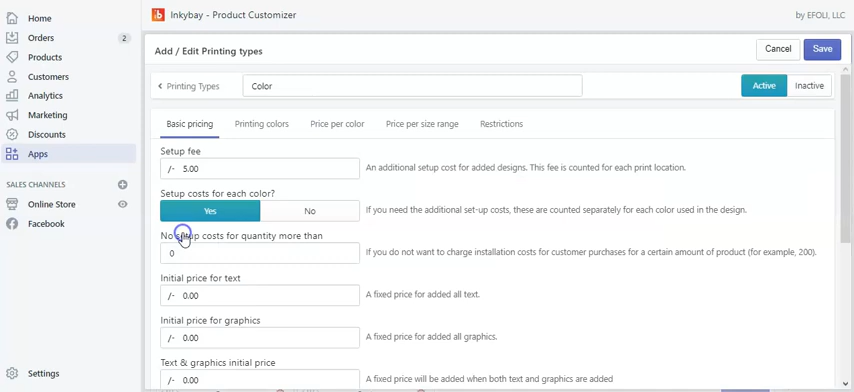 Home
Orders 2
Products
Customers
Analytics
Marketing
Discounts
Apps
SALES CHANNELS
Online Store
Facebook
Settings
Inkybay - Product Customizer
by EFOLI, LLC
Add / Edit Printing types
Cancel Save
Printing Types Color Active Inactive
Basic pricing Printing colors Price per color Price per size range Restrictions
Setup fee
/- 5.00 An additional setup cost for added designs. This fee is counted for each print location.
Setup costs for each color?
Yes No If you need the additional set-up costs, these are counted separately for each color used in the design.
No setup costs for quantity more than
0 If you do not want to charge installation costs for customer purchases for a certain amount of product (for example, 200).
Initial price for text
/- 0.00 A fixed price for added all text.
Initial price for graphics
/- 0.00 A fixed price for added all graphics.
Text & graphics initial price
/- 0.00 A fixed price will be added when both text and graphics are added